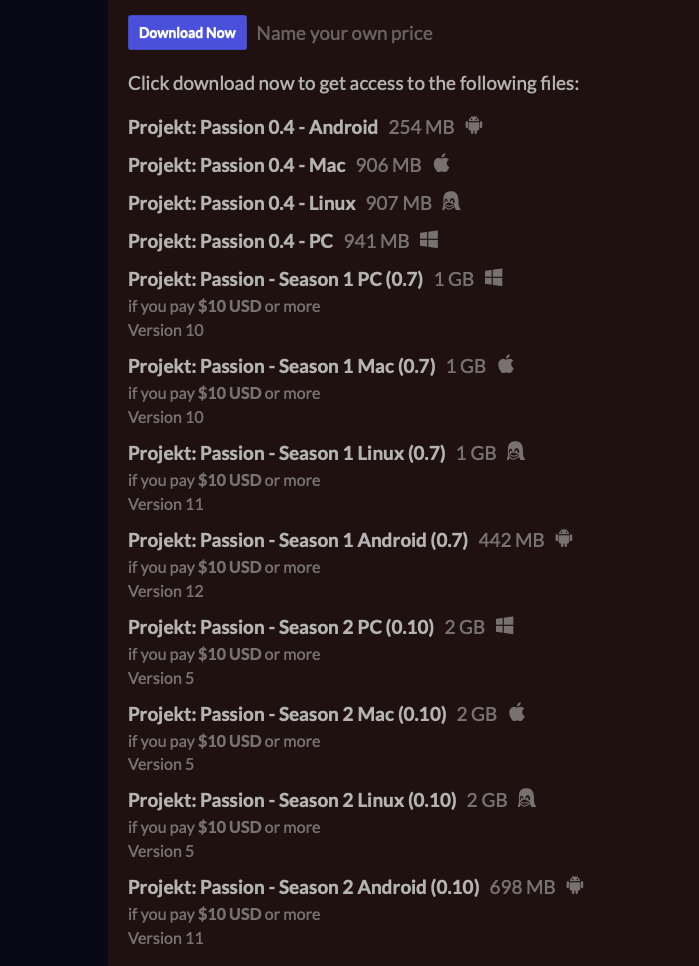 Download Now Name your own price
Click download now to get access to the following files:
Projekt: Passion 0.4 - Android 254 MB
Projekt: Passion 0.4 - Mac 906 MB
Projekt: Passion 0.4 - Linux 907 MB
Projekt: Passion 0.4 - PC 941 MB
Projekt: Passion - Season 1 PC (0.7) 1 GB
if you pay $10 USD or more
Version 10
Projekt: Passion - Season 1 Mac (0.7) 1 GB
if you pay $10 USD or more
Version 10
Projekt: Passion - Season 1 Linux (0.7) 1 GB
if you pay $10 USD or more
Version 11
Projekt: Passion - Season 1 Android (0.7) 442 MB
if you pay $10 USD or more
Version 12
Projekt: Passion - Season 2 PC (0.10) 2 GB
if you pay $10 USD or more
Version 5
Projekt: Passion - Season 2 Mac (0.10) 2 GB
if you pay $10 USD or more
Version 5
Projekt: Passion - Season 2 Linux (0.10) 2 GB
if you pay $10 USD or more
Version 5
Projekt: Passion - Season 2 Android (0.10) 698 MB
if you pay $10 USD or more
Version 11